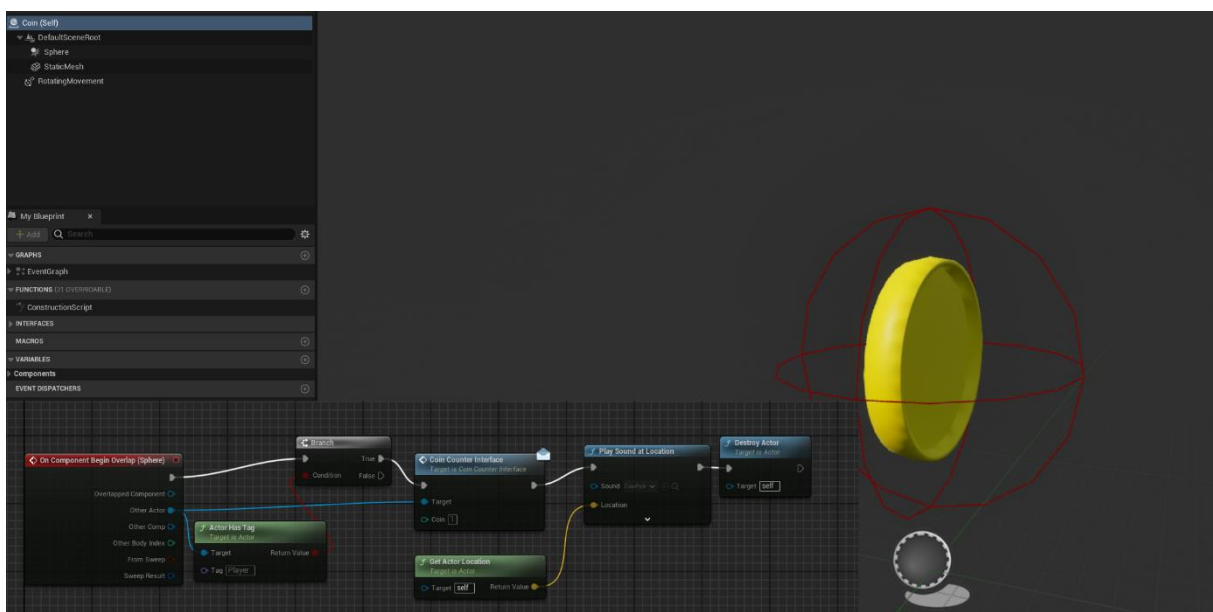 Coin (Self)
DefaultSceneRoot
Sphere
StaticMesh
RotatingMovement
My Blueprint
Add
Search
GRAPHS
EventGraph
FUNCTIONS (21 OVERRIDABLE)
ConstructionScript
INTERFACES
MACROS
VARIABLES
Components
EVENT DISPATCHERS
On Component Begin Overlap (Sphere)
Overlapped Component
Other Actor
Other Comp
Other Body Index
From Sweep
Sweep Result
Actor Has Tag
Target is Actor
Target
Return Value
Tag Player
Branch
True
Condition
False
Coin Counter Interface
Target is Coin Counter Interface
Target
Coin 1
Get Actor Location
Target is Actor
Target self
Return Value
Play Sound at Location
Sound
Location
Destroy Actor
Target is Actor
Target self